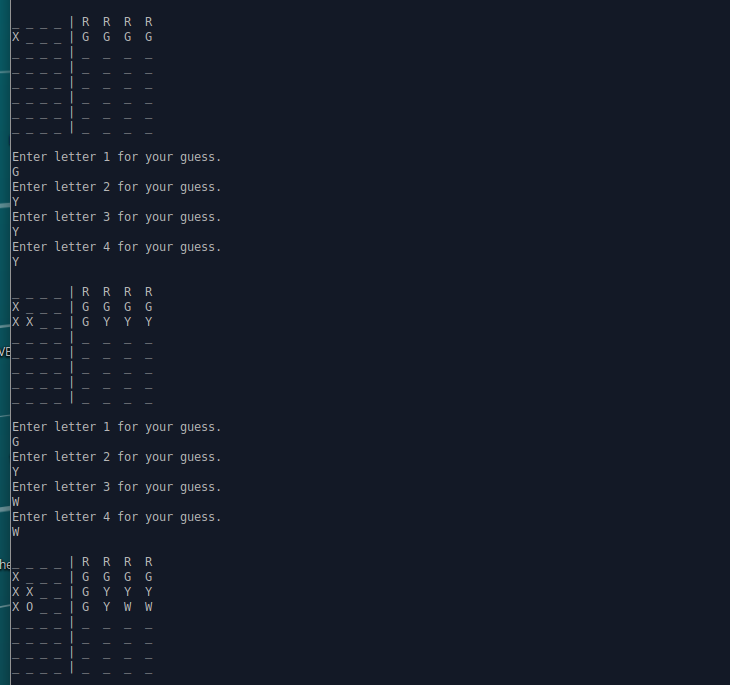 _ _ _ _ | R  R  R  R
X _ _ _ | G  G  G  G
_ _ _ _ | _  _  _  _
_ _ _ _ | _  _  _  _
_ _ _ _ | _  _  _  _
_ _ _ _ | _  _  _  _
_ _ _ _ | _  _  _  _
_ _ _ _ | _  _  _  _
Enter letter 1 for your guess.
G
Enter letter 2 for your guess.
Y
Enter letter 3 for your guess.
Y
Enter letter 4 for your guess.
Y
_ _ _ _ | R  R  R  R
X _ _ _ | G  G  G  G
X X _ _ | G  Y  Y  Y
_ _ _ _ | _  _  _  _
_ _ _ _ | _  _  _  _
_ _ _ _ | _  _  _  _
_ _ _ _ | _  _  _  _
_ _ _ _ | _  _  _  _
Enter letter 1 for your guess.
G
Enter letter 2 for your guess.
Y
Enter letter 3 for your guess.
W
Enter letter 4 for your guess.
W
_ _ _ _ | R  R  R  R
X _ _ _ | G  G  G  G
X X _ _ | G  Y  Y  Y
X O _ _ | G  Y  W  W
_ _ _ _ | _  _  _  _
_ _ _ _ | _  _  _  _
_ _ _ _ | _  _  _  _
_ _ _ _ | _  _  _  _